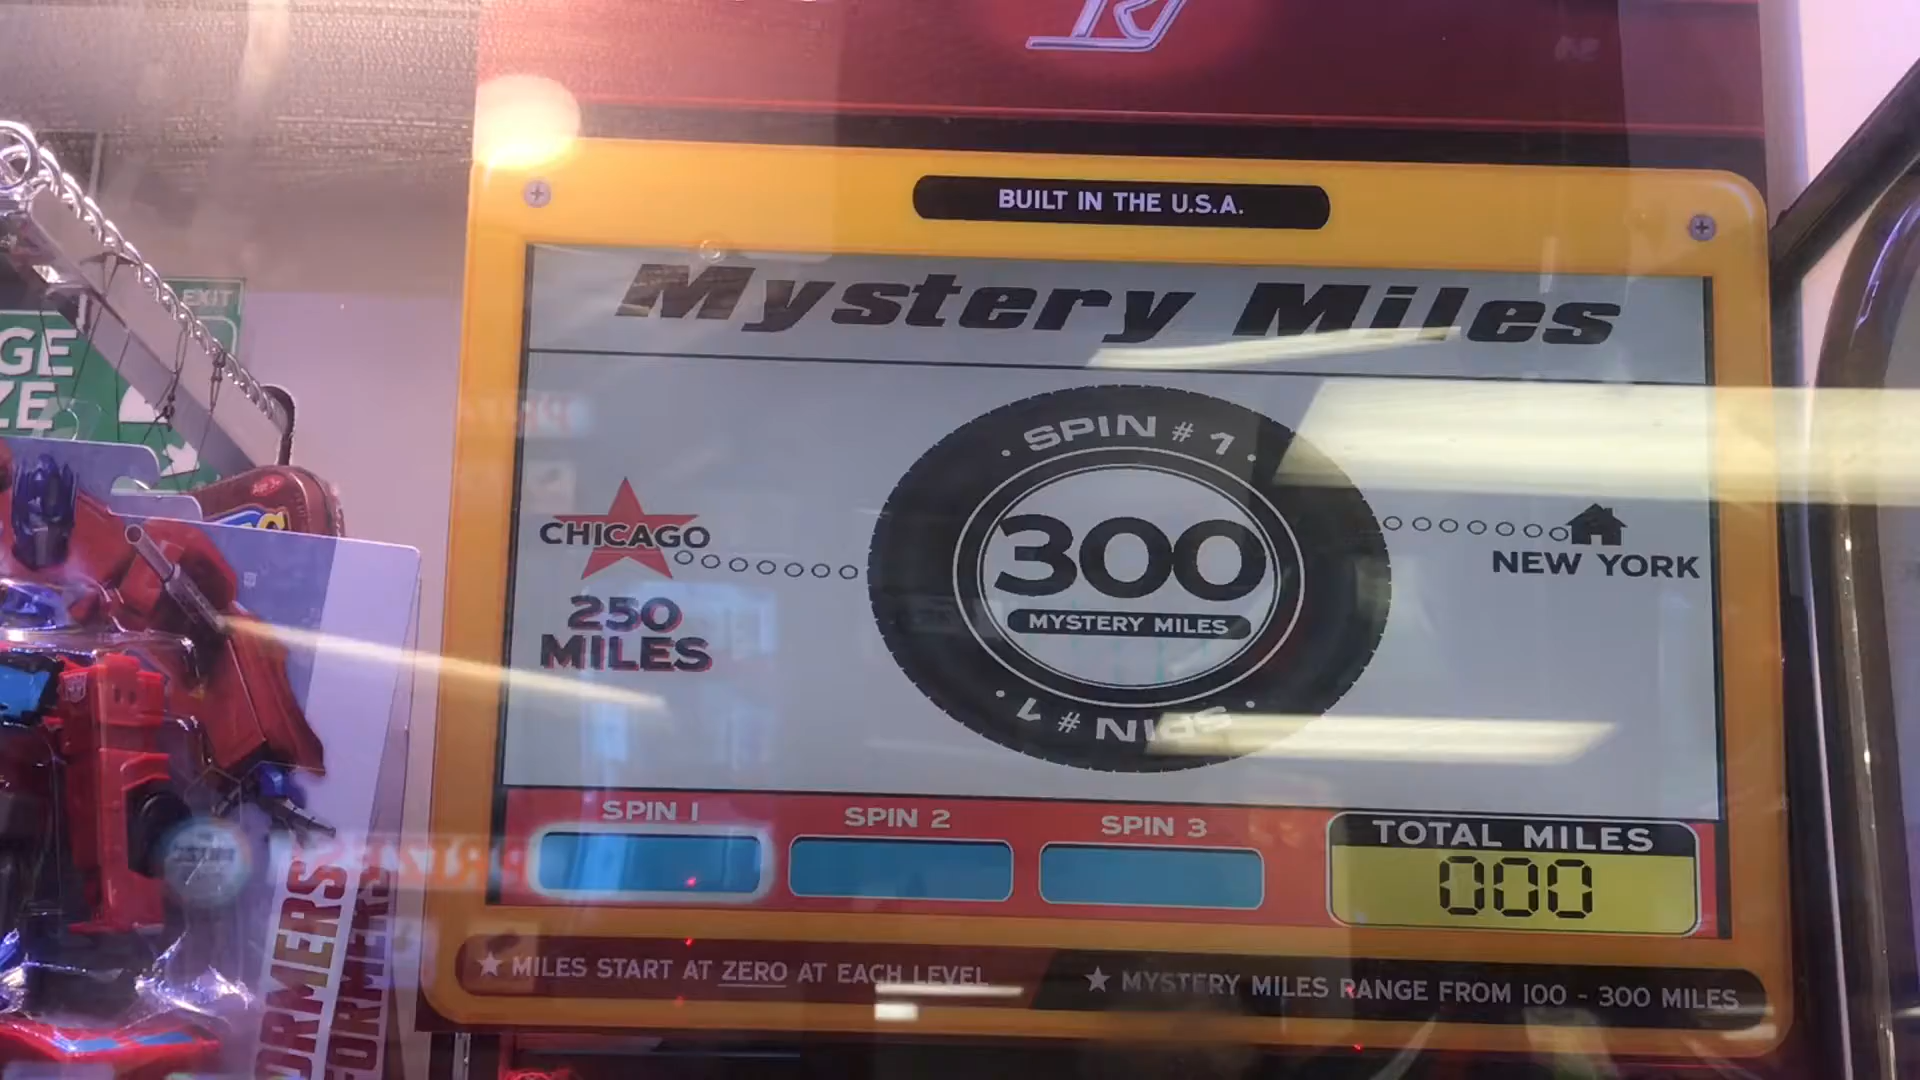 BUILT IN THE U.S.A.
Mystery Miles
SPIN #1
300
MYSTERY MILES
SPIN #1
CHICAGO
250
MILES
NEW YORK
SPIN 1
SPIN 2
SPIN 3
TOTAL MILES
000
★ MILES START AT ZERO AT EACH LEVEL
★ MYSTERY MILES RANGE FROM 100 - 300 MILES
EXIT
GE
ZE
PRIZES
ORMERS
FORMERS